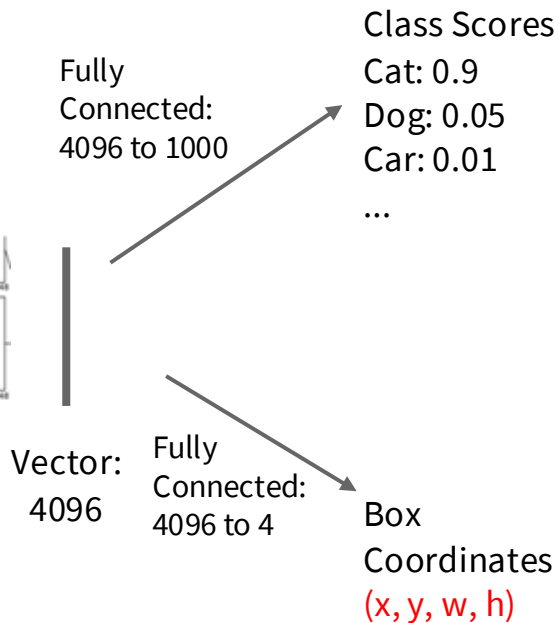 Class Scores
Cat: 0.9
Dog: 0.05
Car: 0.01
...
Fully
Connected:
4096 to 1000
Vector:
4096
Fully
Connected:
4096 to 4
Box
Coordinates
(x, y, w, h)